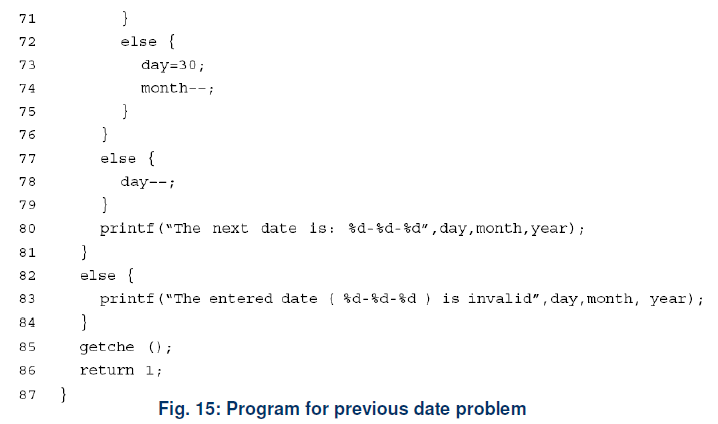 71 }
72 else {
73 day=30;
74 month--;
75 }
76 }
77 else {
78 day--;
79 }
80 printf(“The next date is: %d-%d-%d”,day,month,year);
81 }
82 else {
83 printf(“The entered date ( %d-%d-%d ) is invalid”,day,month, year);
84 }
85 getche ();
86 return 1;
87 }
Fig. 15: Program for previous date problem